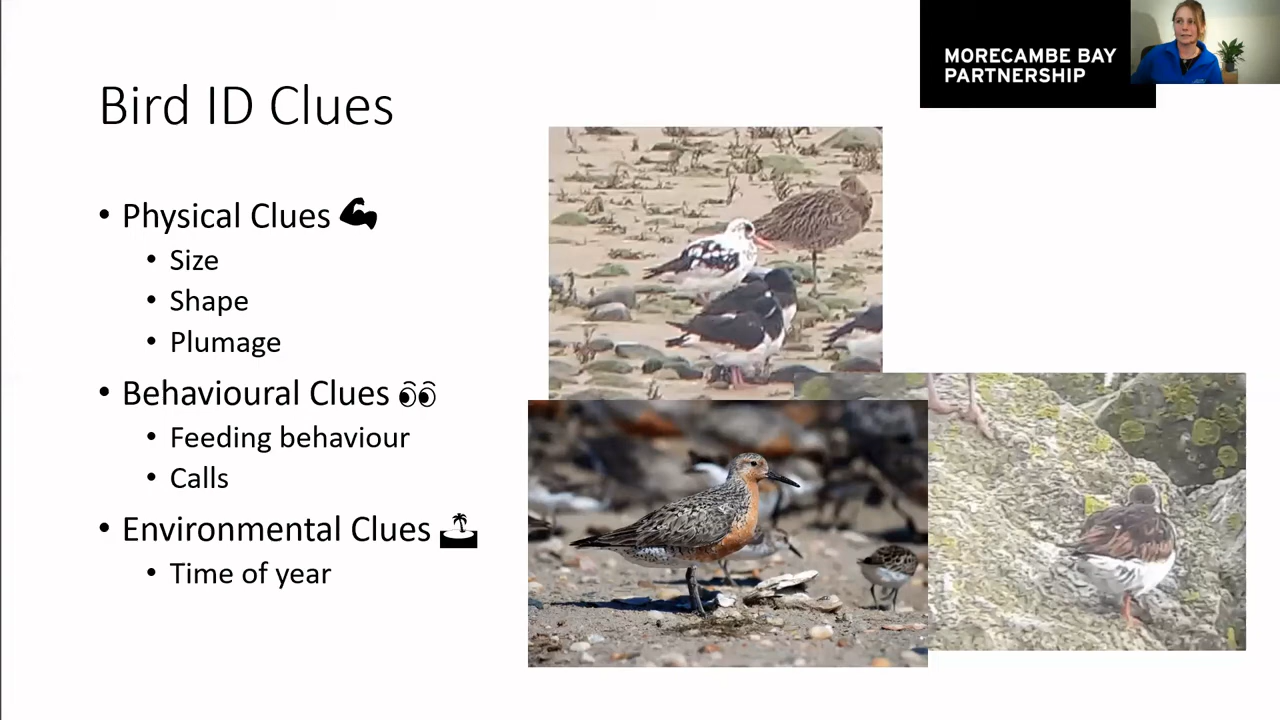 MORECAMBE BAY
PARTNERSHIP
Bird ID Clues
• Physical Clues
• Size
• Shape
• Plumage
• Behavioural Clues
• Feeding behaviour
• Calls
• Environmental Clues
• Time of year